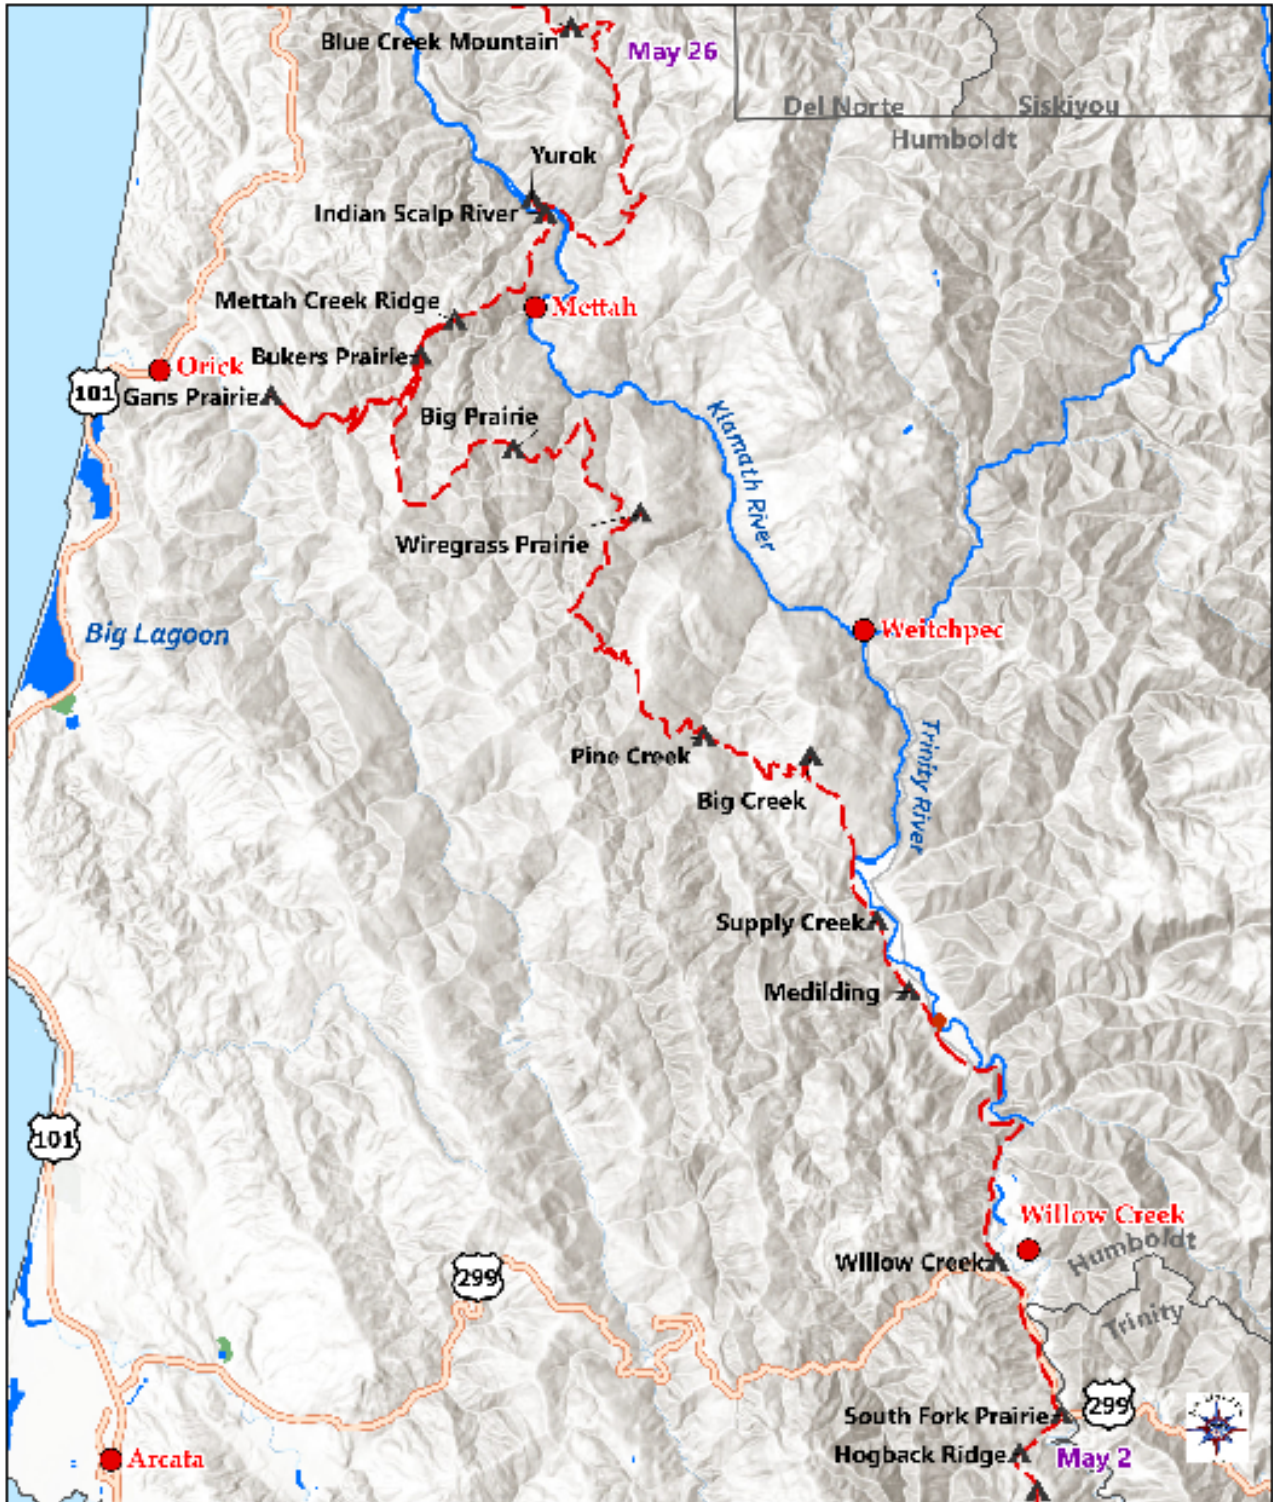 Blue Creek Mountain
May 26
Del Norte
Siskiyou
Humboldt
Yurok
Indian Scalp River
Mettah Creek Ridge
Mettah
Bukers Prairie
Orick
101
Gans Prairie
Big Prairie
Klamath River
Wiregrass Prairie
Big Lagoon
Weitchpec
Trinity River
Pine Creek
Big Creek
Supply Creek
Medilding
101
Willow Creek
Humboldt
Willow Creek
299
Trinity
299
South Fork Prairie
Hogback Ridge
May 2
Arcata